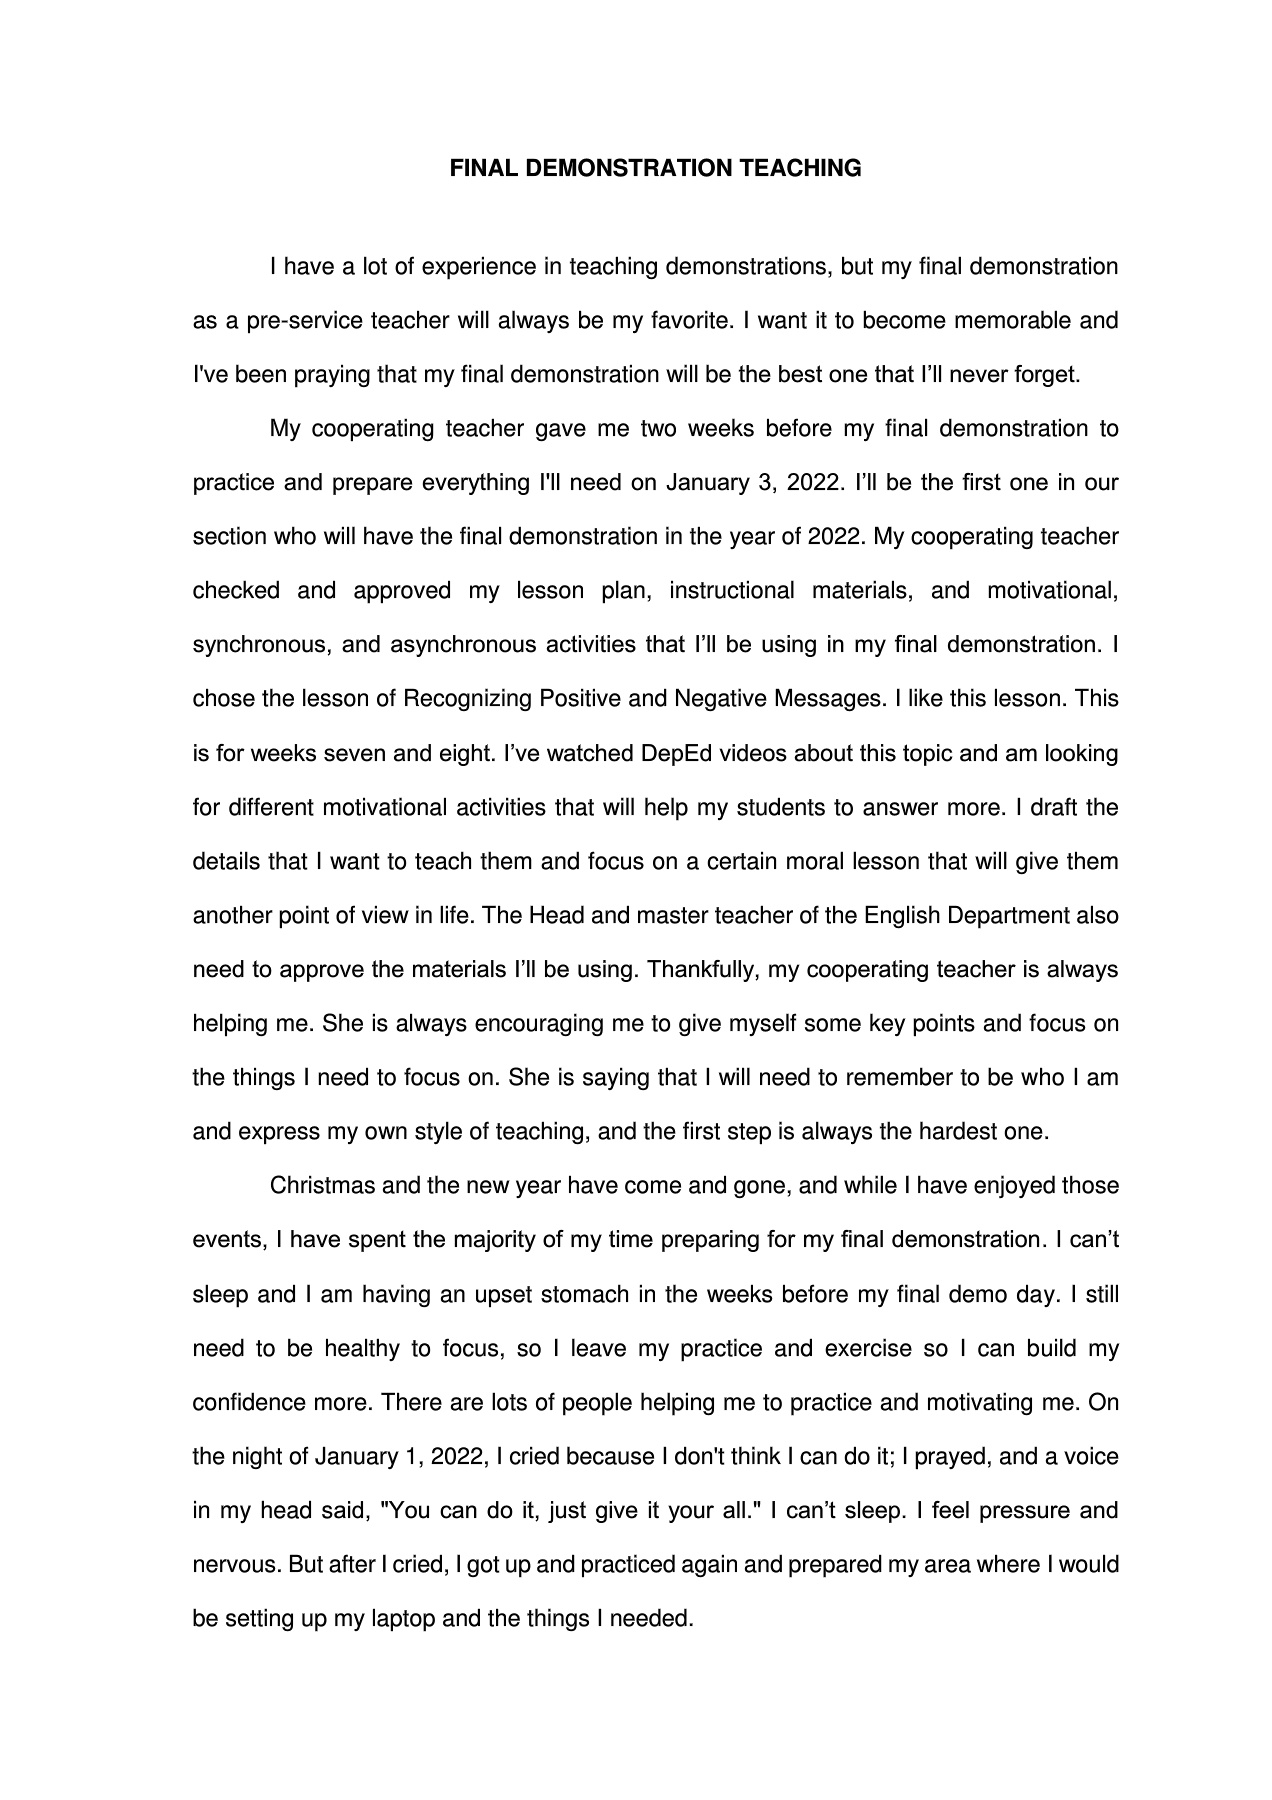 FINAL DEMONSTRATION TEACHING
I have a lot of experience in teaching demonstrations, but my final demonstration
as a pre-service teacher will always be my favorite. I want it to become memorable and
I've been praying that my final demonstration will be the best one that I’ll never forget.
My cooperating teacher gave me two weeks before my final demonstration to
practice and prepare everything I'll need on January 3, 2022. I’ll be the first one in our
section who will have the final demonstration in the year of 2022. My cooperating teacher
checked and approved my lesson plan, instructional materials, and motivational,
synchronous, and asynchronous activities that I’ll be using in my final demonstration. I
chose the lesson of Recognizing Positive and Negative Messages. I like this lesson. This
is for weeks seven and eight. I’ve watched DepEd videos about this topic and am looking
for different motivational activities that will help my students to answer more. I draft the
details that I want to teach them and focus on a certain moral lesson that will give them
another point of view in life. The Head and master teacher of the English Department also
need to approve the materials I’ll be using. Thankfully, my cooperating teacher is always
helping me. She is always encouraging me to give myself some key points and focus on
the things I need to focus on. She is saying that I will need to remember to be who I am
and express my own style of teaching, and the first step is always the hardest one.
Christmas and the new year have come and gone, and while I have enjoyed those
events, I have spent the majority of my time preparing for my final demonstration. I can’t
sleep and I am having an upset stomach in the weeks before my final demo day. I still
need to be healthy to focus, so I leave my practice and exercise so I can build my
confidence more. There are lots of people helping me to practice and motivating me. On
the night of January 1, 2022, I cried because I don't think I can do it; I prayed, and a voice
in my head said, "You can do it, just give it your all." I can’t sleep. I feel pressure and
nervous. But after I cried, I got up and practiced again and prepared my area where I would
be setting up my laptop and the things I needed.